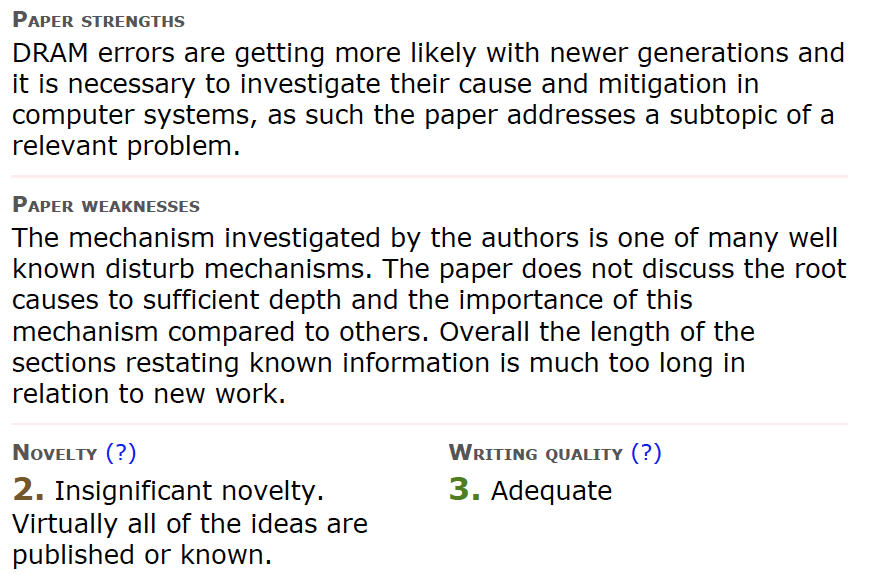 PAPER STRENGTHS
DRAM errors are getting more likely with newer generations and
it is necessary to investigate their cause and mitigation in
computer systems, as such the paper addresses a subtopic of a
relevant problem.
PAPER WEAKNESSES
The mechanism investigated by the authors is one of many well
known disturb mechanisms. The paper does not discuss the root
causes to sufficient depth and the importance of this
mechanism compared to others. Overall the length of the
sections restating known information is much too long in
relation to new work.
NOVELTY (?)
2. Insignificant novelty.
Virtually all of the ideas are
published or known.
WRITING QUALITY (?)
3. Adequate